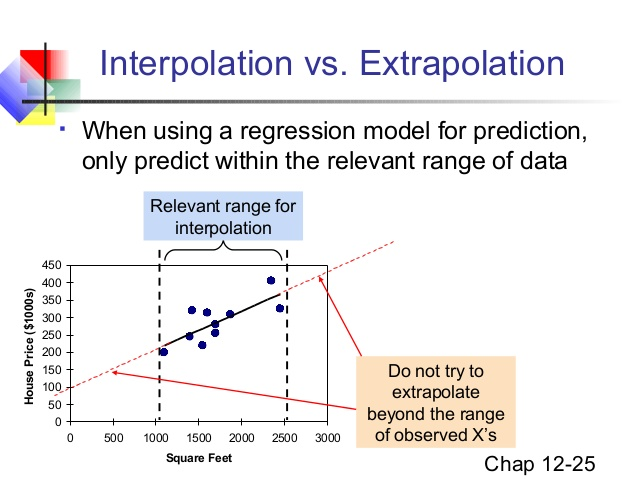 Interpolation vs. Extrapolation
When using a regression model for prediction,
only predict within the relevant range of data
Relevant range for
interpolation
450
400
350
300
250
200
150
100
50
0
House Price ($1000s)
0 500 1000 1500 2000 2500 3000
Square Feet
Do not try to
extrapolate
beyond the range
of observed X’s
Chap 12-25